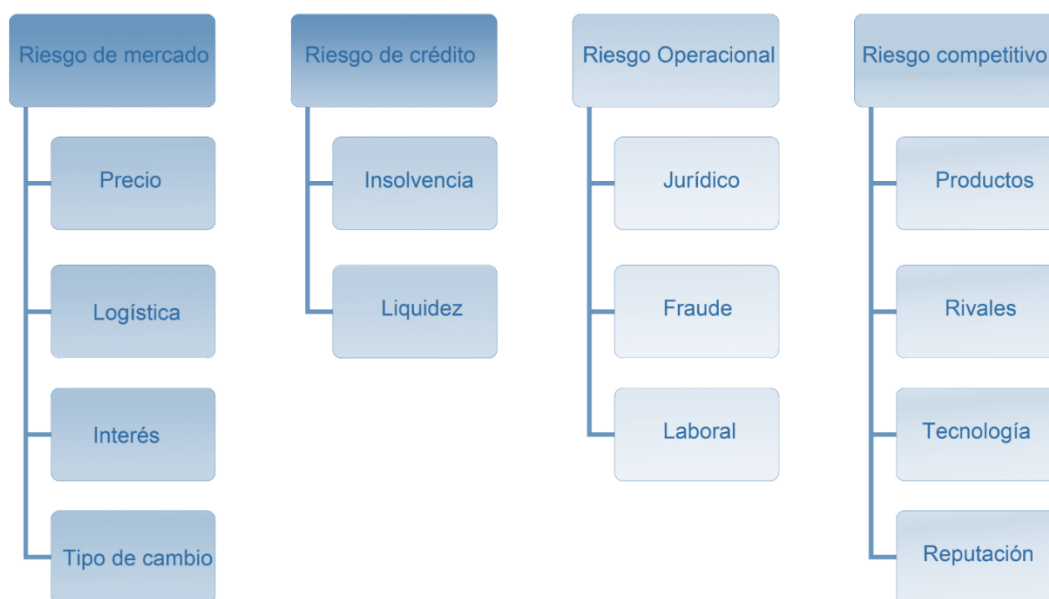 Riesgo de mercado
Precio
Logística
Interés
Tipo de cambio
Riesgo de crédito
Insolvencia
Liquidez
Riesgo Operacional
Jurídico
Fraude
Laboral
Riesgo competitivo
Productos
Rivales
Tecnología
Reputación